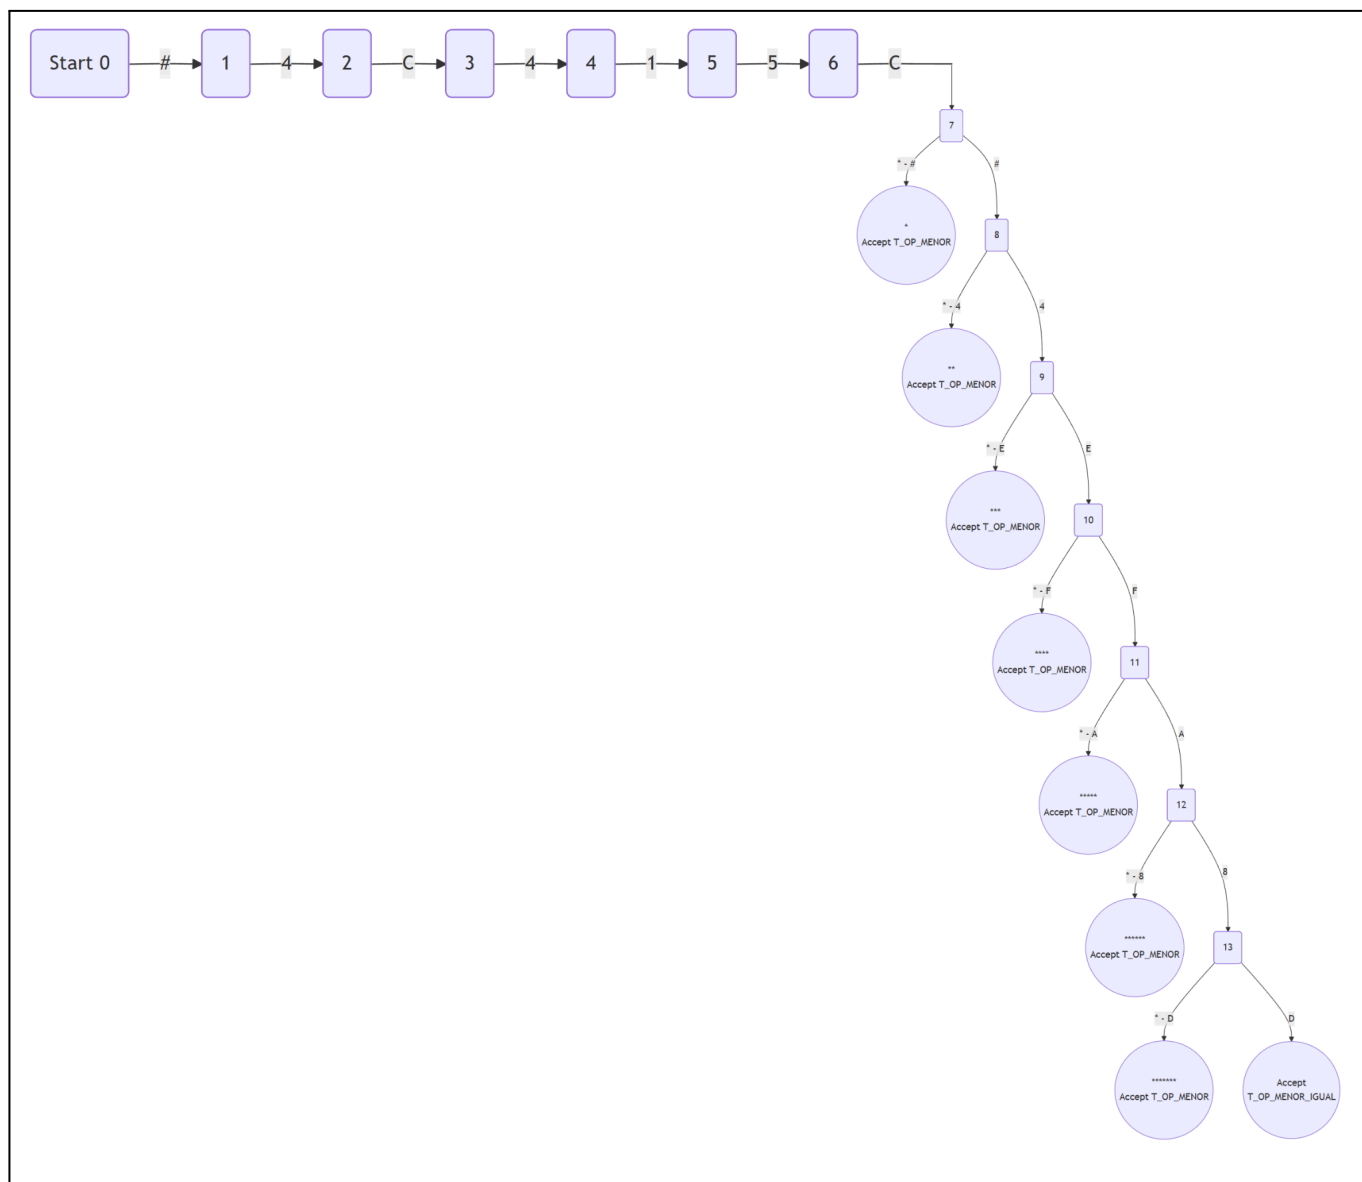 Start 0 # 1 4 2 C 3 4 4 1 5 5 6 C
7
* - # #
*
Accept T_OP_MENOR
8
* - 4 4
**
Accept T_OP_MENOR
9
* - E E
***
Accept T_OP_MENOR
10
* - F F
****
Accept T_OP_MENOR
11
* - A A
*****
Accept T_OP_MENOR
12
* - 8 8
******
Accept T_OP_MENOR
13
* - D D
*******
Accept T_OP_MENOR
Accept
T_OP_MENOR_IGUAL